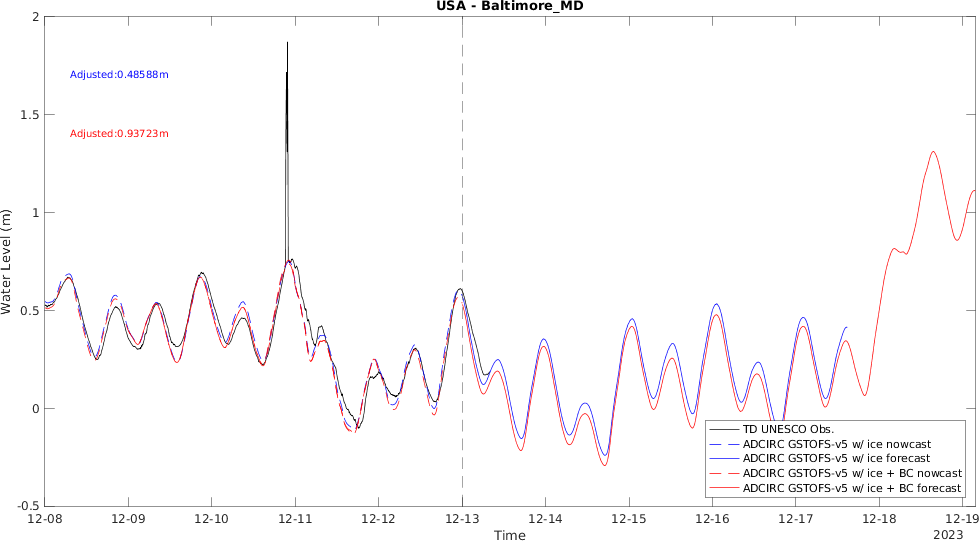 USA - Baltimore_MD
2
1.5
1
0.5
0
-0.5
Water Level (m)
Adjusted:0.48588m
Adjusted:0.93723m
TD UNESCO Obs.
ADCIRC GSTOFS-v5 w/ ice nowcast
ADCIRC GSTOFS-v5 w/ ice forecast
ADCIRC GSTOFS-v5 w/ ice + BC nowcast
ADCIRC GSTOFS-v5 w/ ice + BC forecast
12-08 12-09 12-10 12-11 12-12 12-13 12-14 12-15 12-16 12-17 12-18 12-19
Time
2023